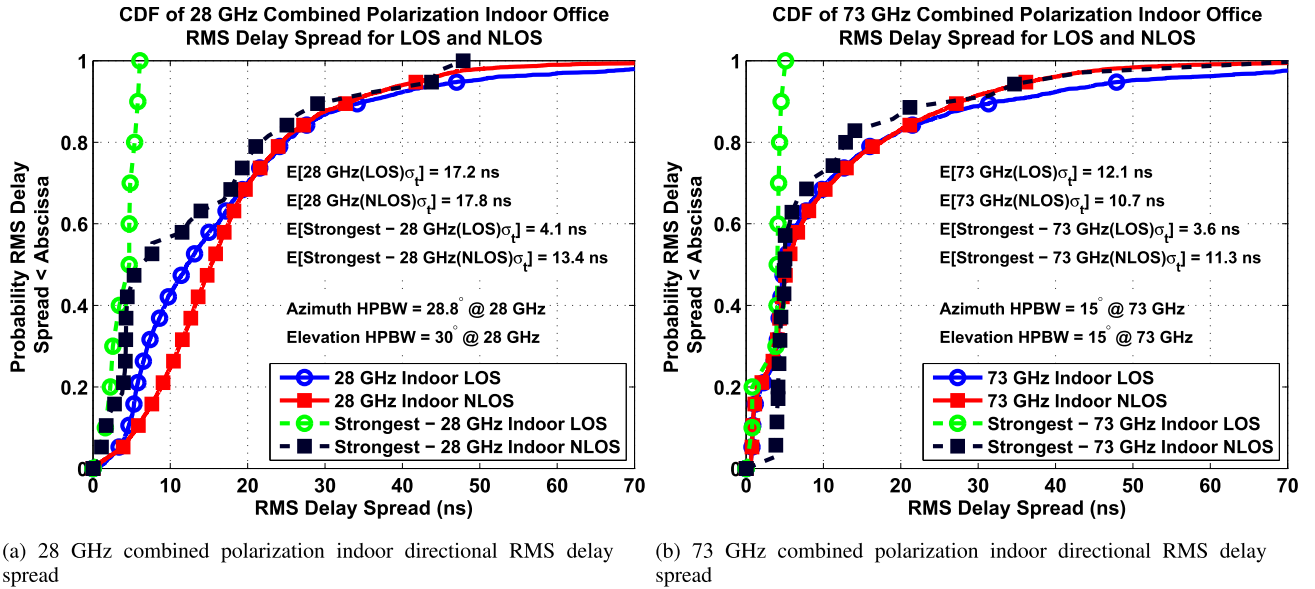 CDF of 28 GHz Combined Polarization Indoor Office
RMS Delay Spread for LOS and NLOS
Probability RMS Delay
Spread < Abscissa
1
0.8
0.6
0.4
0.2
0
E[28 GHz(LOS)σt] = 17.2 ns
E[28 GHz(NLOS)σt] = 17.8 ns
E[Strongest − 28 GHz(LOS)σt] = 4.1 ns
E[Strongest − 28 GHz(NLOS)σt] = 13.4 ns
Azimuth HPBW = 28.8° @ 28 GHz
Elevation HPBW = 30° @ 28 GHz
28 GHz Indoor LOS
28 GHz Indoor NLOS
Strongest − 28 GHz Indoor LOS
Strongest − 28 GHz Indoor NLOS
0 10 20 30 40 50 60 70
RMS Delay Spread (ns)
(a) 28 GHz combined polarization indoor directional RMS delay
spread
CDF of 73 GHz Combined Polarization Indoor Office
RMS Delay Spread for LOS and NLOS
Probability RMS Delay
Spread < Abscissa
1
0.8
0.6
0.4
0.2
0
E[73 GHz(LOS)σt] = 12.1 ns
E[73 GHz(NLOS)σt] = 10.7 ns
E[Strongest − 73 GHz(LOS)σt] = 3.6 ns
E[Strongest − 73 GHz(NLOS)σt] = 11.3 ns
Azimuth HPBW = 15° @ 73 GHz
Elevation HPBW = 15° @ 73 GHz
73 GHz Indoor LOS
73 GHz Indoor NLOS
Strongest − 73 GHz Indoor LOS
Strongest − 73 GHz Indoor NLOS
0 10 20 30 40 50 60 70
RMS Delay Spread (ns)
(b) 73 GHz combined polarization indoor directional RMS delay
spread